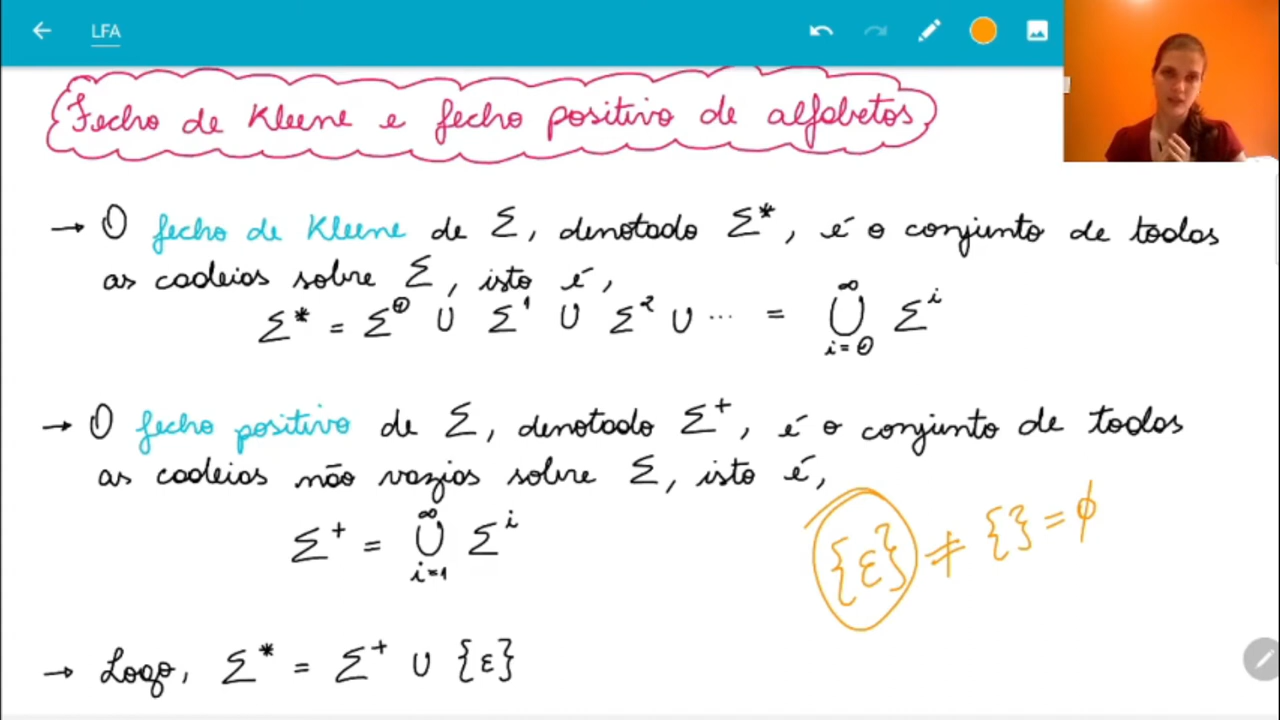 LFA
Fecho de Kleene e fecho positivo de alfabetos
→ O fecho de Kleene de Σ, denotado Σ*, é o conjunto de todas
as cadeias sobre Σ, isto é,
Σ* = Σ⁰ ∪ Σ¹ ∪ Σ² ∪ ... = ∞ ⋃ i=0 Σⁱ
→ O fecho positivo de Σ, denotado Σ⁺, é o conjunto de todas
as cadeias não vazias sobre Σ, isto é,
Σ⁺ = ∞ ⋃ i=1 Σⁱ
{ε} ≠ {} = ϕ
→ Logo, Σ* = Σ⁺ ∪ {ε}